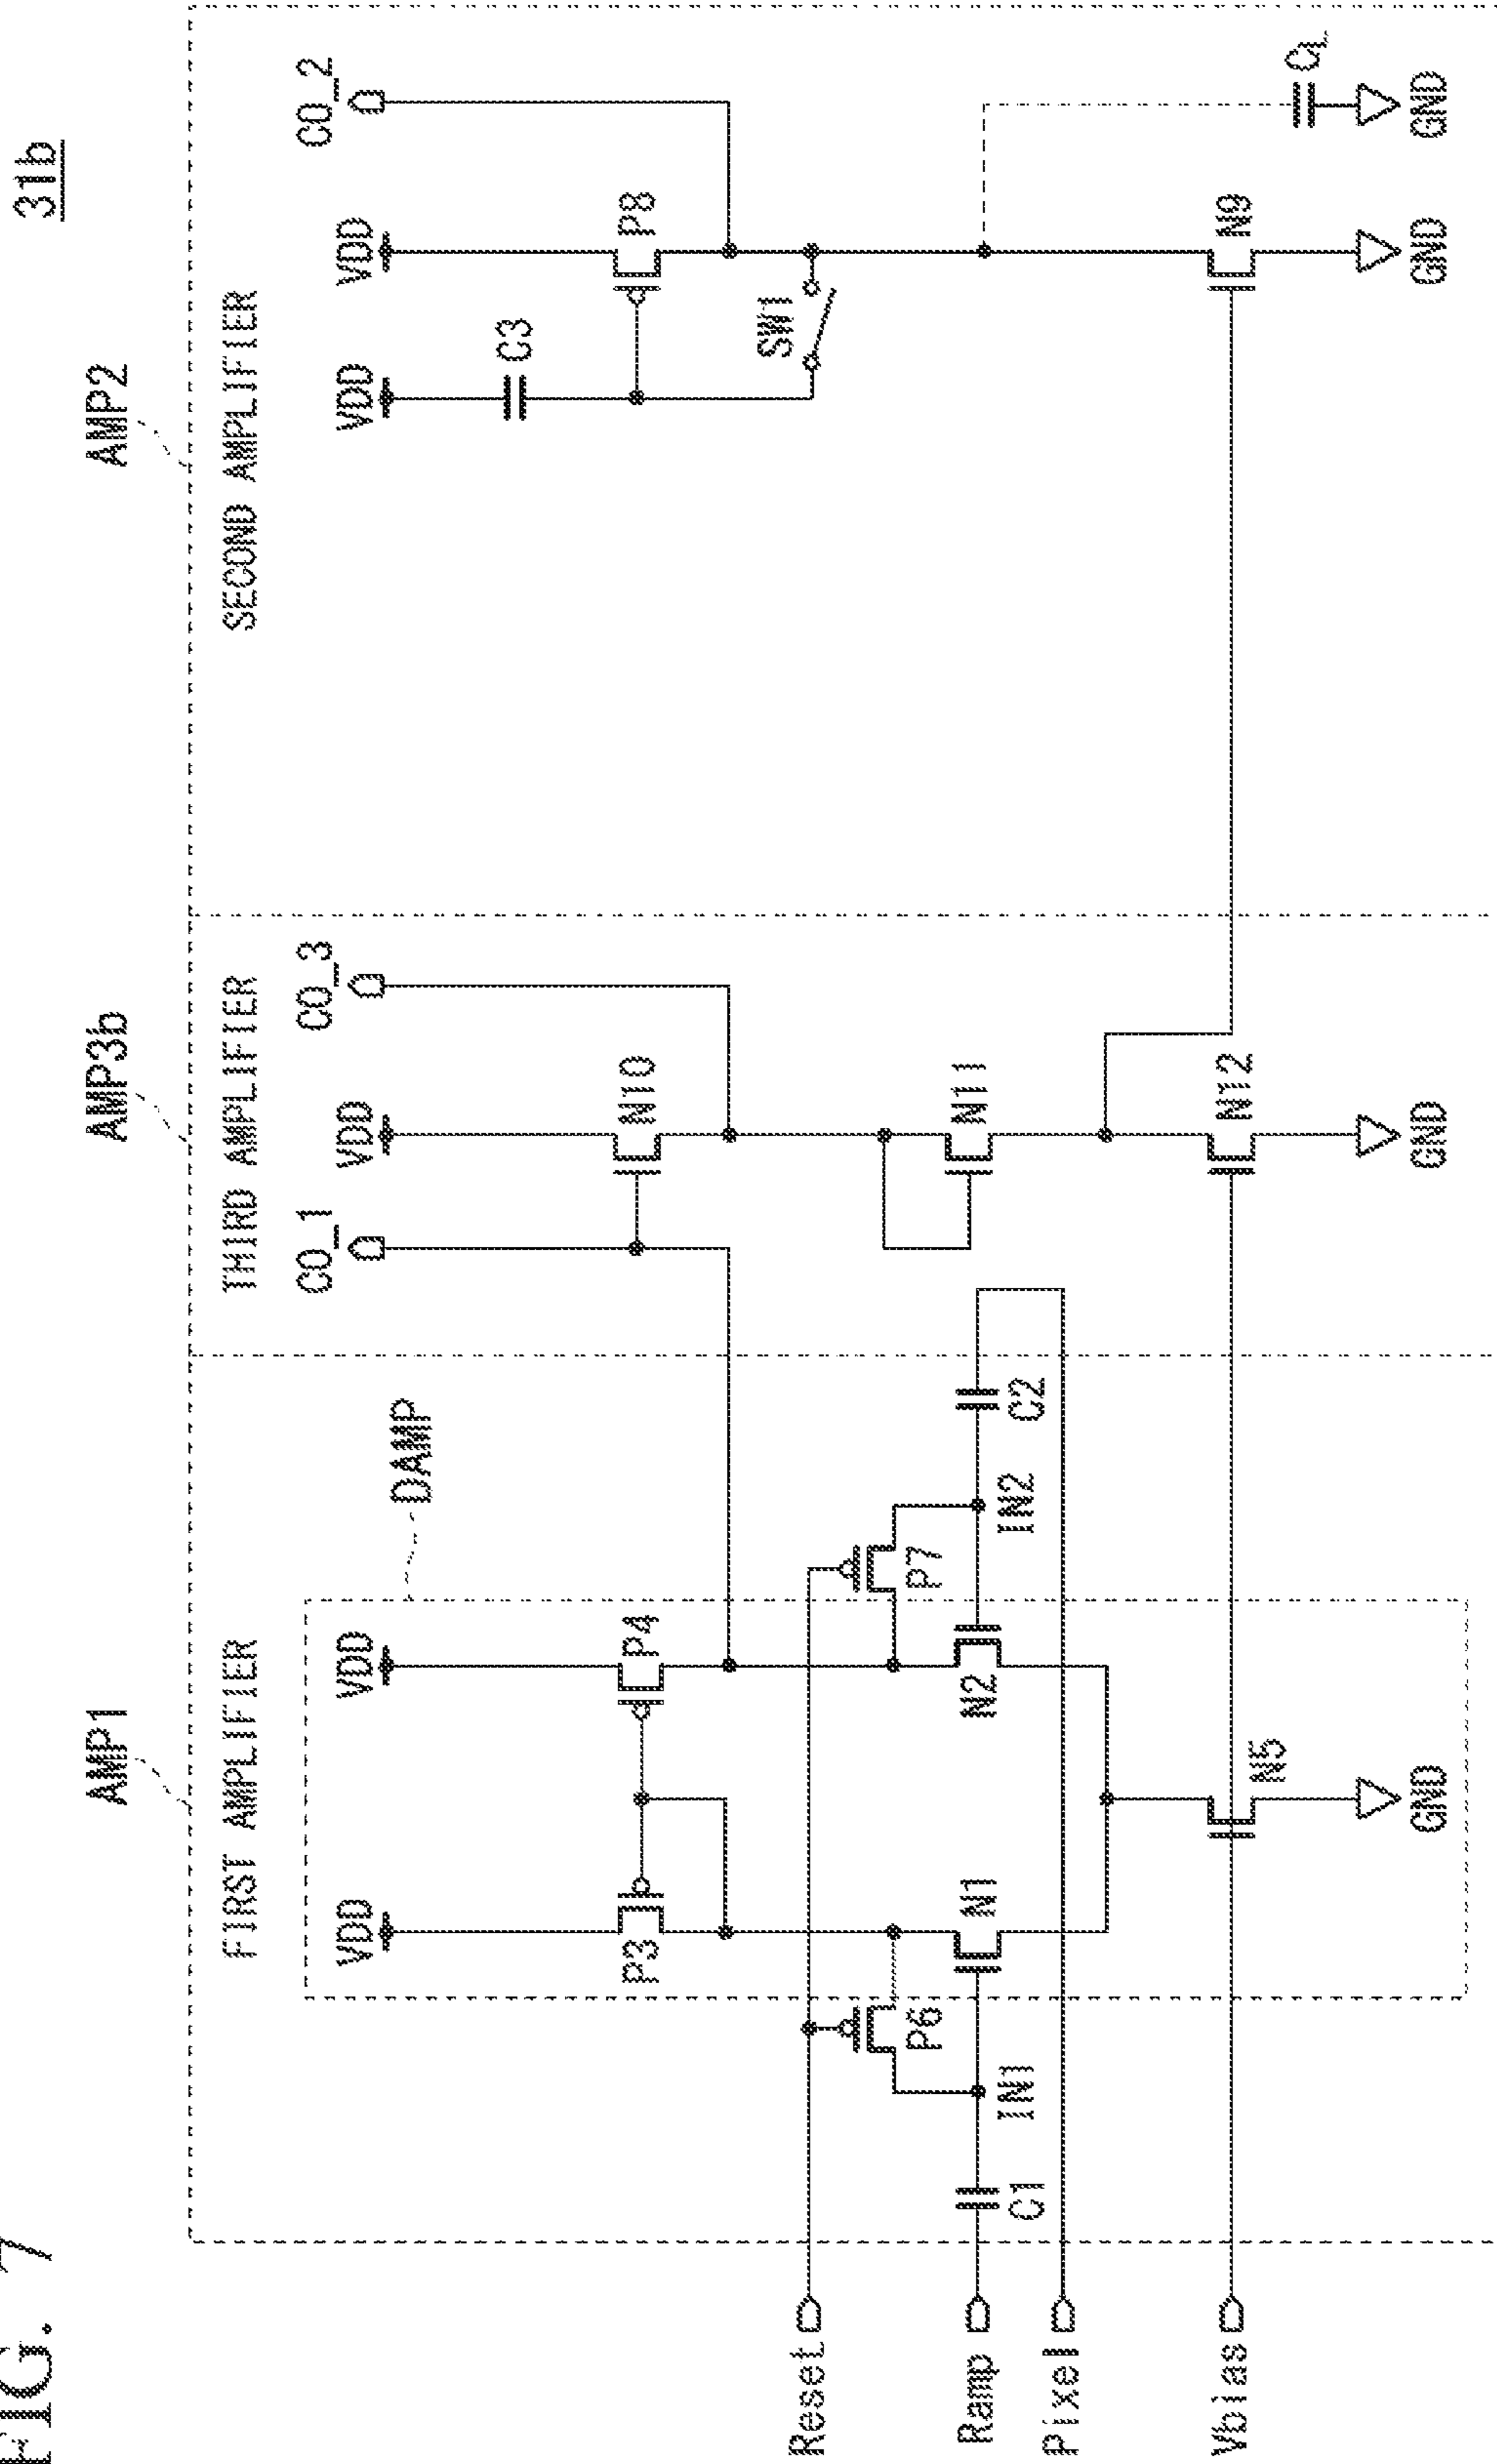 FIG. 7
31b
AMP1
AMP3b
AMP2
FIRST AMPLIFIER
THIRD AMPLIFIER
SECOND AMPLIFIER
DAMP
CO_1
CO_3
CO_2
VDD
VDD
VDD
VDD
VDD
C3
P3
P4
N10
P8
Reset
P6
P7
SW1
Ramp
C1
IN1
N1
N2
IN2
C2
N11
Pixel
Vbias
N5
N12
N9
CL
GND
GND
GND
GND